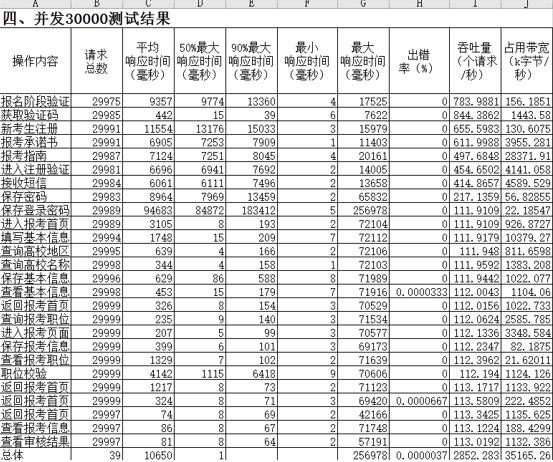 A B C D E F G H I J
四、并发30000测试结果
操作内容 请求总数 平均响应时间(毫秒) 50%最大响应时间(毫秒) 90%最大响应时间(毫秒) 最小响应时间(毫秒) 最大响应时间(毫秒) 出错率(%) 吞吐量(个请求/秒) 占用带宽(k字节/秒)
报名阶段验证 29975 9357 9774 13360 4 17525 0 783.9881 156.1851
获取验证码 29985 442 15 39 6 7622 0 844.3862 1443.58
新考生注册 29991 11554 13176 15033 3 15979 0 655.5983 130.6075
报考承诺书 29991 6905 7253 7909 1 11403 0 611.9988 3955.281
报考指南 29987 7124 7251 8045 4 20161 0 497.6848 28371.91
进入注册验证 29981 6696 6941 7692 2 14005 0 454.6502 4141.058
接收短信 29984 6061 6111 7496 2 13658 0 414.8657 4589.529
保存密码 29983 8964 7969 13459 2 65832 0 217.1359 56.82855
保存登录密码 29989 94683 84872 183412 5 256978 0 111.9109 22.18547
进入报考首页 29989 3105 8 193 2 72104 0 111.9109 926.8727
填写基本信息 29994 1748 15 209 7 72112 0 111.9179 10379.27
查询高校地区 29995 639 4 166 2 72106 0 111.948 811.6598
查询高校名称 29998 344 4 158 1 72103 0 111.9592 1383.208
保存基本信息 29996 629 86 588 8 71989 0 111.9442 1022.077
查看基本信息 29998 453 15 179 7 71916 0.0000333 112.0043 1104.06
返回报考首页 29999 326 8 154 3 70529 0 112.0156 1022.733
查询报考职位 29999 235 9 140 3 71534 0 112.0624 2585.785
进入报考页面 29999 207 5 99 3 70577 0 112.1336 3348.584
保存报考信息 29999 399 6 101 3 69173 0 112.2347 82.1875
查看报考职位 29999 1329 7 102 2 71639 0 112.3962 21.62011
职位校验 29999 4142 1115 6418 9 70606 0 112.194 1124.126
返回报考首页 29999 1217 8 73 2 71123 0 113.1717 1133.922
返回报考首页 29999 324 8 71 3 69420 0.0000667 113.5809 222.4852
返回报考首页 29997 74 8 69 2 42166 0 113.3425 1135.625
查看报考信息 29997 86 8 67 2 71748 0 113.1224 188.4299
查看审核结果 29997 81 8 64 2 57191 0 113.0192 1132.386
总体 39 10650 1 256978 0.0000037 2852.283 35165.26